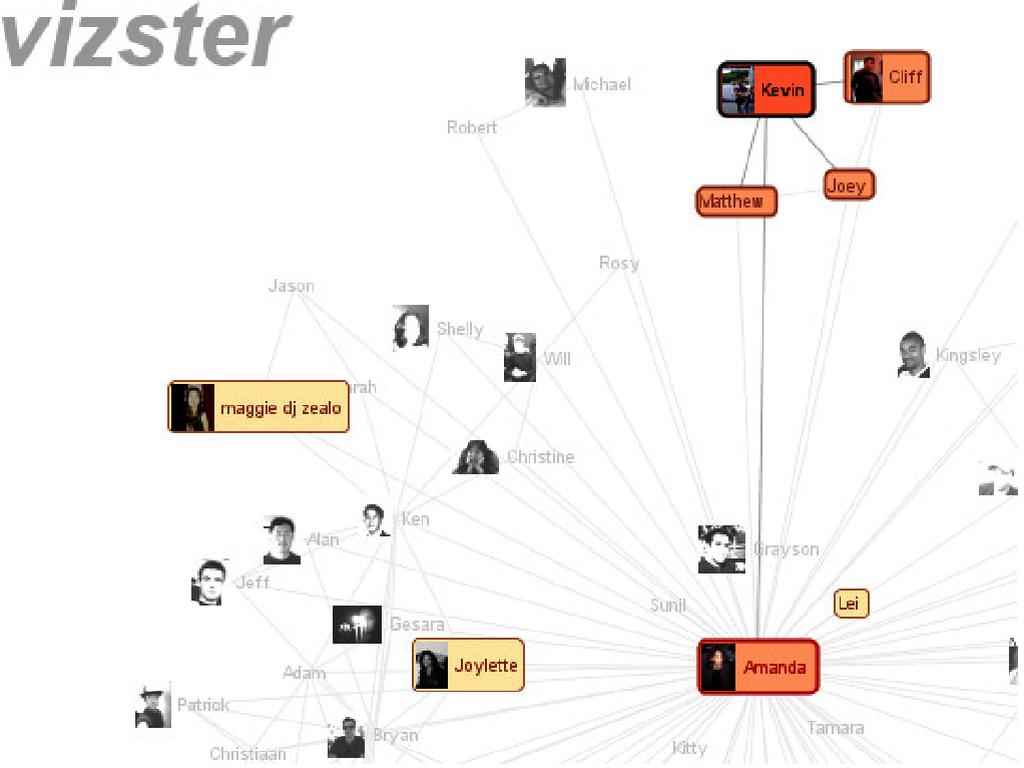 vizster
Michael
Kevin
Cliff
Robert
Matthew
Joey
Rosy
Jason
Shelly
Will
Kingsley
maggie dj zealo
arah
Christine
Ken
Alan
Grayson
Jeff
Sunil
Lei
Gesara
Joylette
Amanda
Adam
Patrick
Bryan
Tamara
Christiaan
Kitty